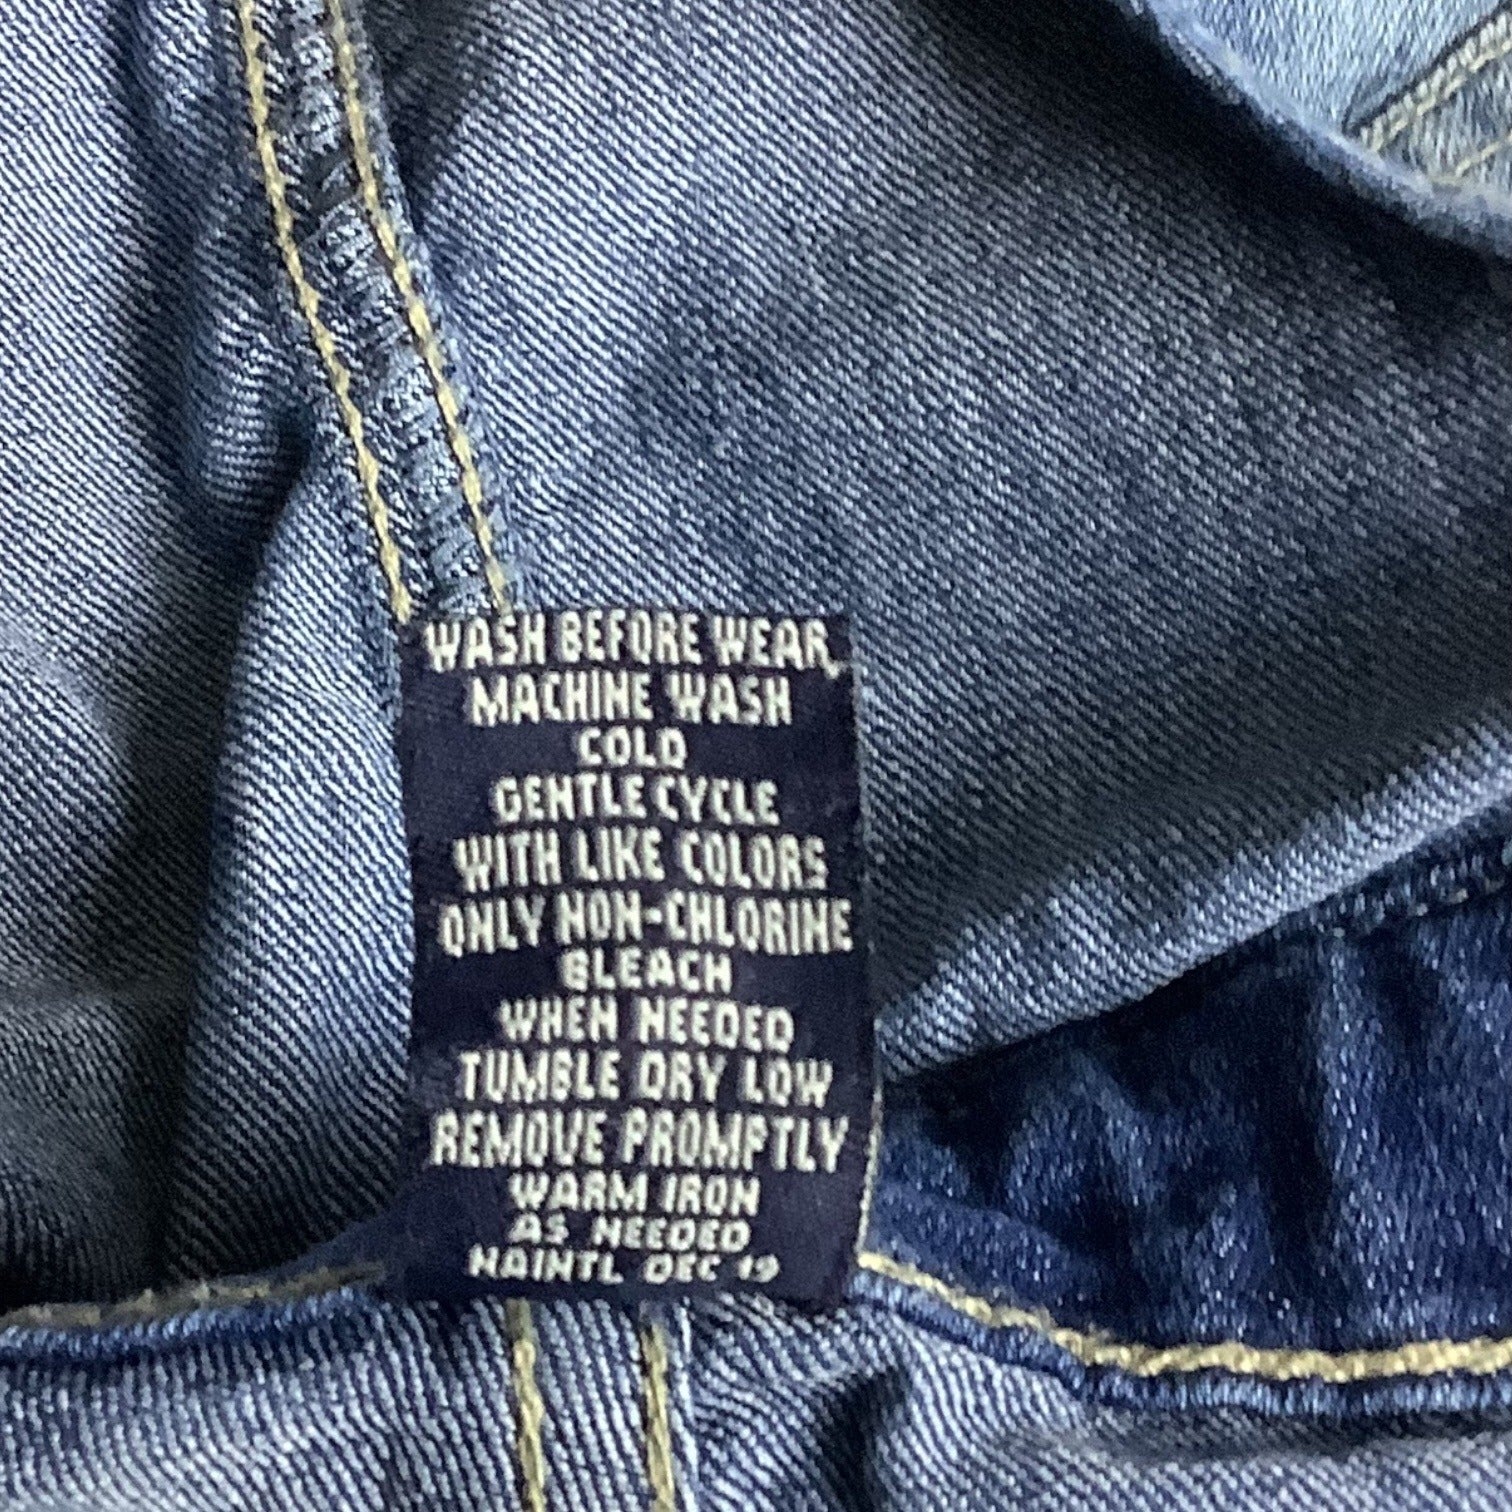 WASH BEFORE WEAR,
MACHINE WASH
COLD
GENTLE CYCLE
WITH LIKE COLORS
ONLY NON-CHLORINE
BLEACH
WHEN NEEDED
TUMBLE DRY LOW
REMOVE PROMPTLY
WARM IRON
AS NEEDED
HAINTL DEC 19